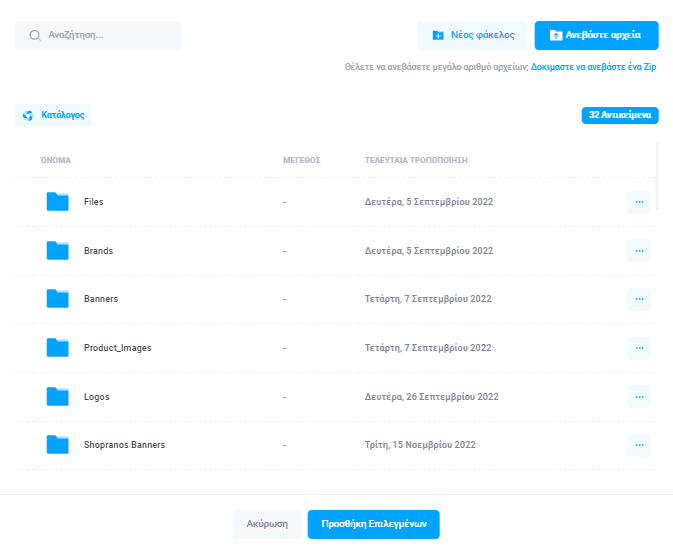 Αναζήτηση...
Νέος φάκελος
Ανεβάστε αρχεία
Θέλετε να ανεβάσετε μεγάλο αριθμό αρχείων; Δοκιμαστε να ανεβάστε ένα Zip
Κατάλογος
32 Αντικείμενα
ΌΝΟΜΑ ΜΕΓΕΘΟΣ ΤΕΛΕΥΤΑΊΑ ΤΡΟΠΟΠΟΊΗΣΗ
Files - Δευτέρα, 5 Σεπτεμβρίου 2022
Brands - Δευτέρα, 5 Σεπτεμβρίου 2022
Banners - Τετάρτη, 7 Σεπτεμβρίου 2022
Product_Images - Τετάρτη, 7 Σεπτεμβρίου 2022
Logos - Δευτέρα, 26 Σεπτεμβρίου 2022
Shopranos Banners - Τρίτη, 15 Νοεμβρίου 2022
Ακύρωση
Προσθήκη Επιλεγμένων